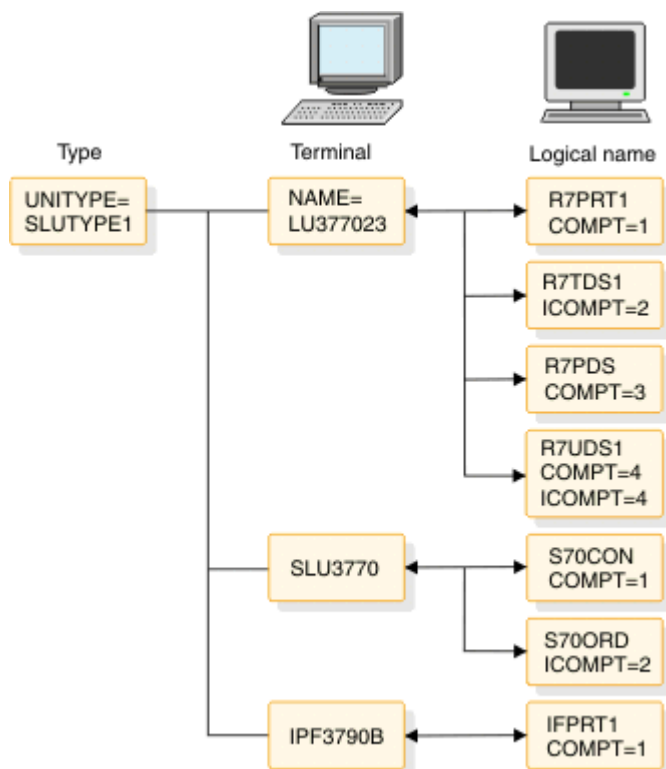 Type
Terminal
Logical name
UNITYPE=
SLUTYPE1
NAME=
LU377023
R7PRT1
COMPT=1
R7TDS1
ICOMPT=2
R7PDS
COMPT=3
R7UDS1
COMPT=4
ICOMPT=4
SLU3770
S70CON
COMPT=1
S70ORD
ICOMPT=2
IPF3790B
IFPRT1
COMPT=1